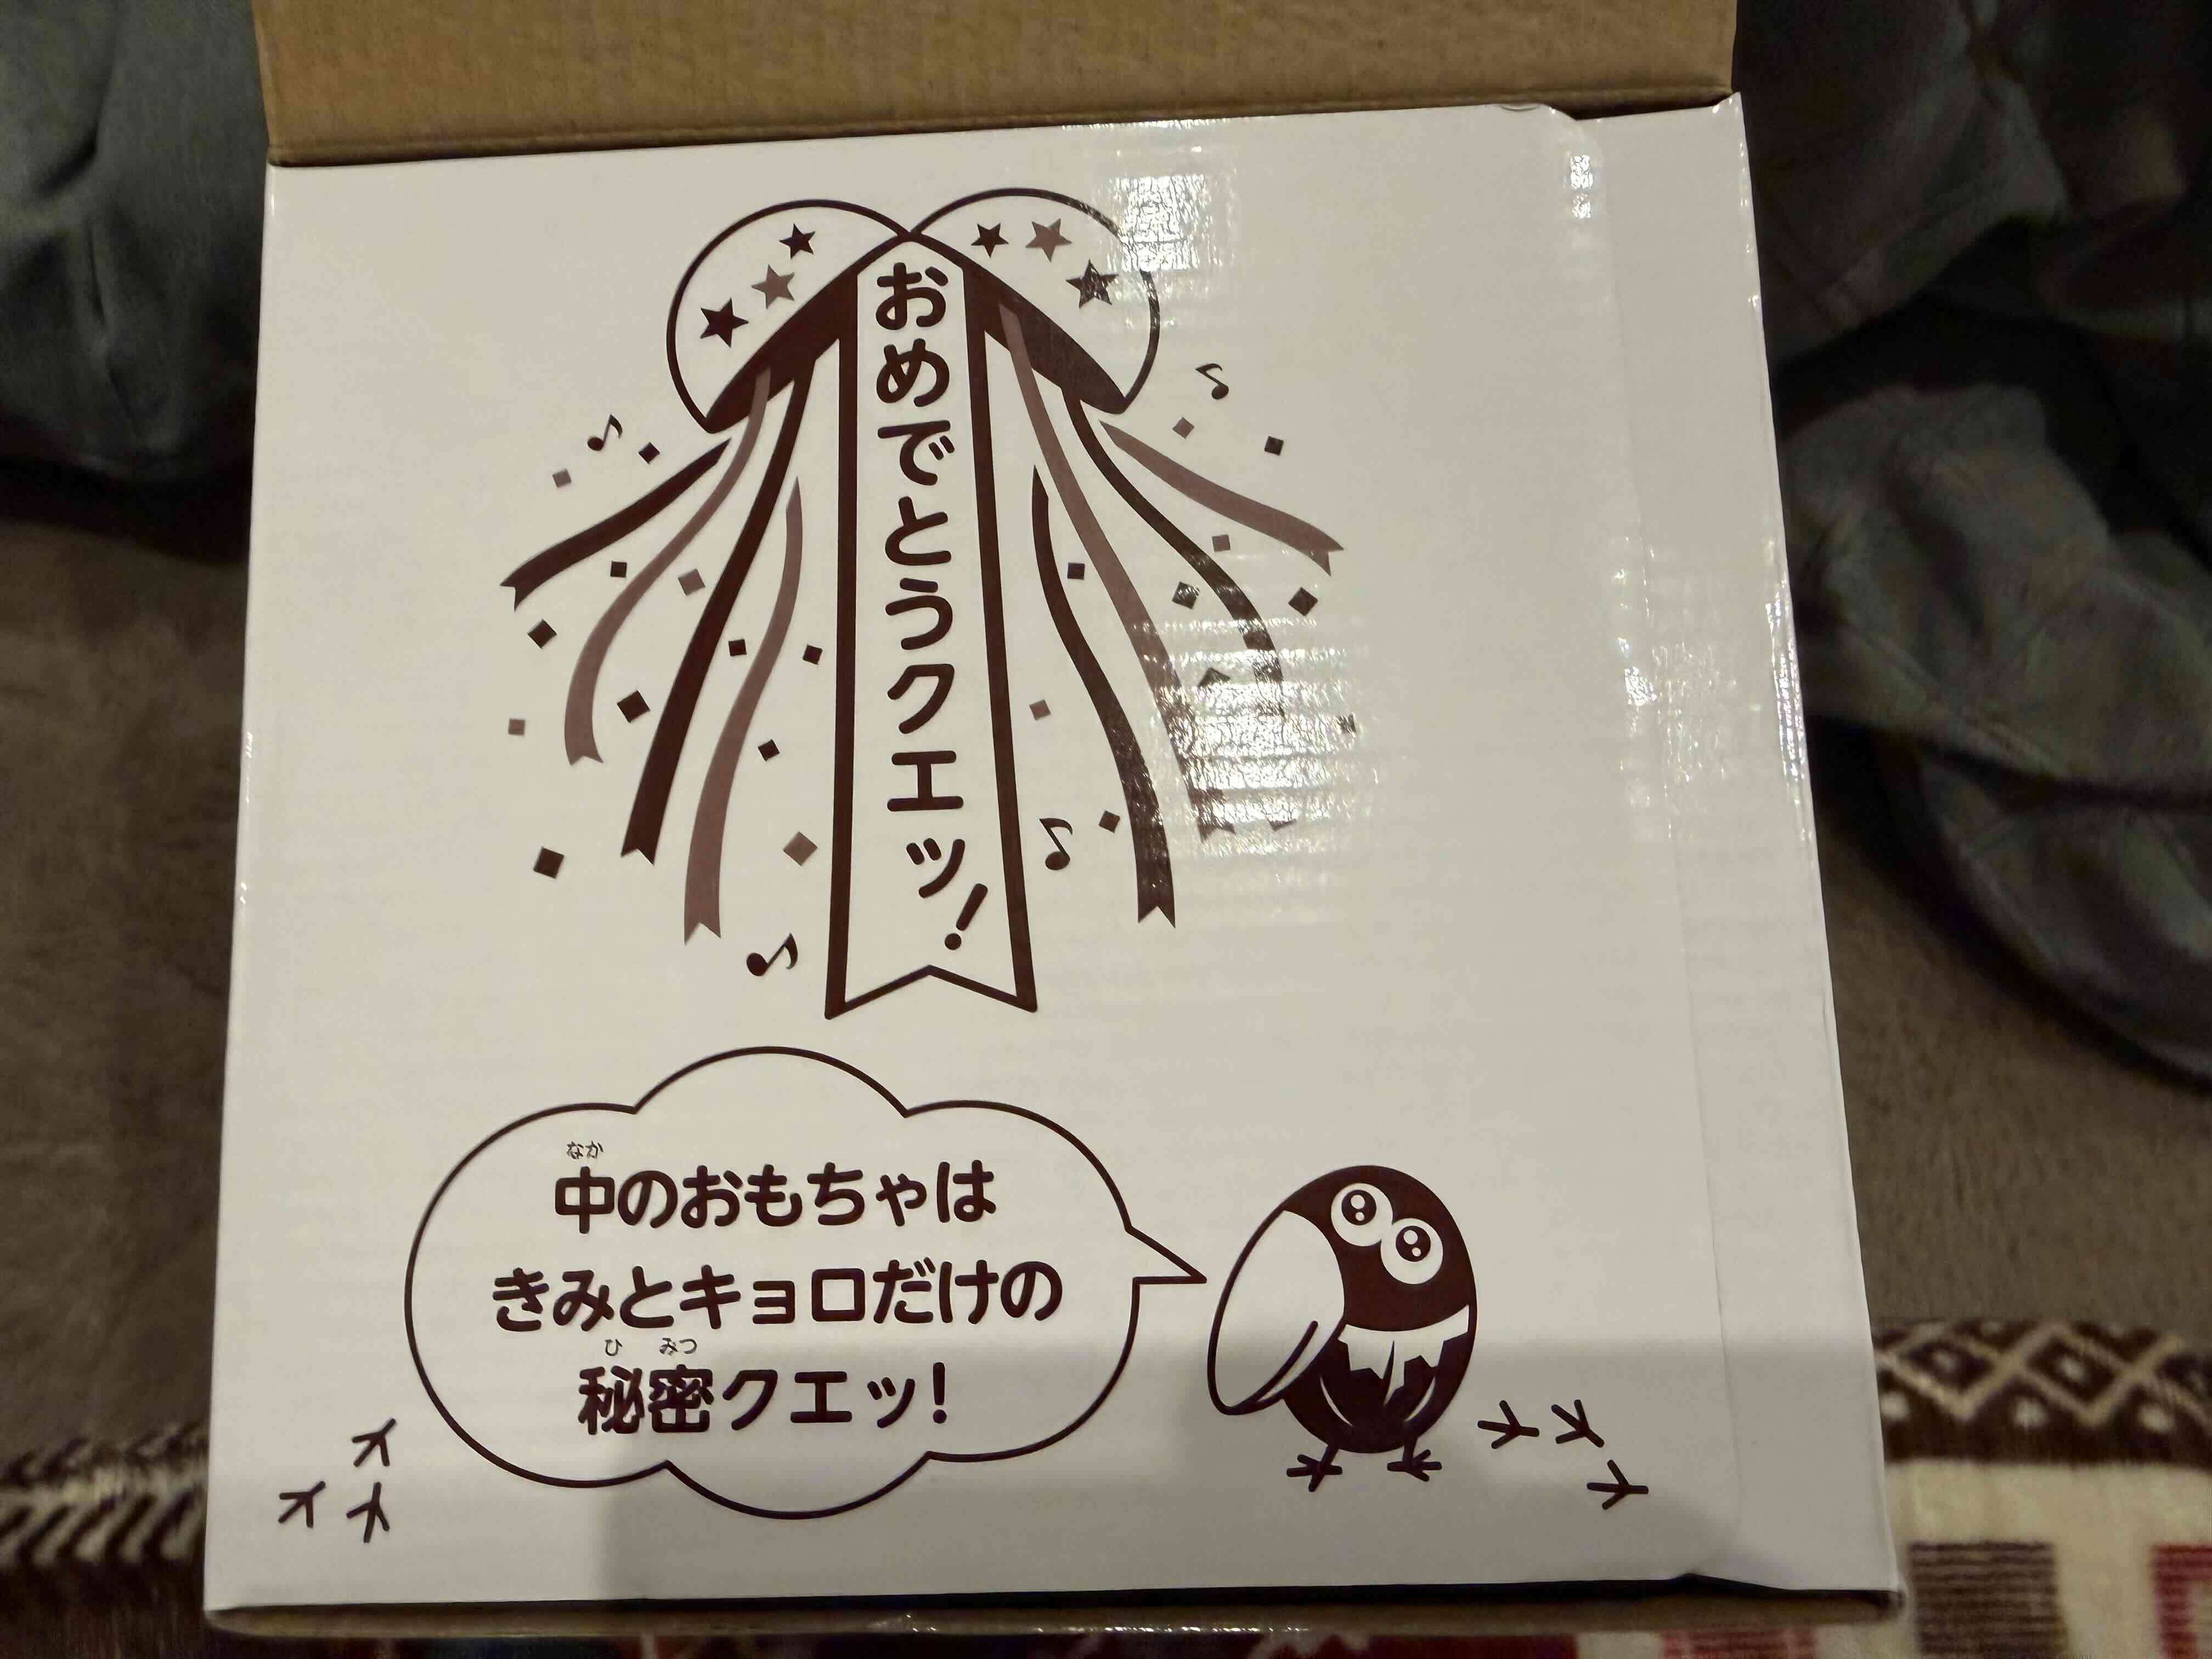 おめでとうクエッ!
なか
中のおもちゃは
きみとキョロだけの
ひ みつ
秘密クエッ!